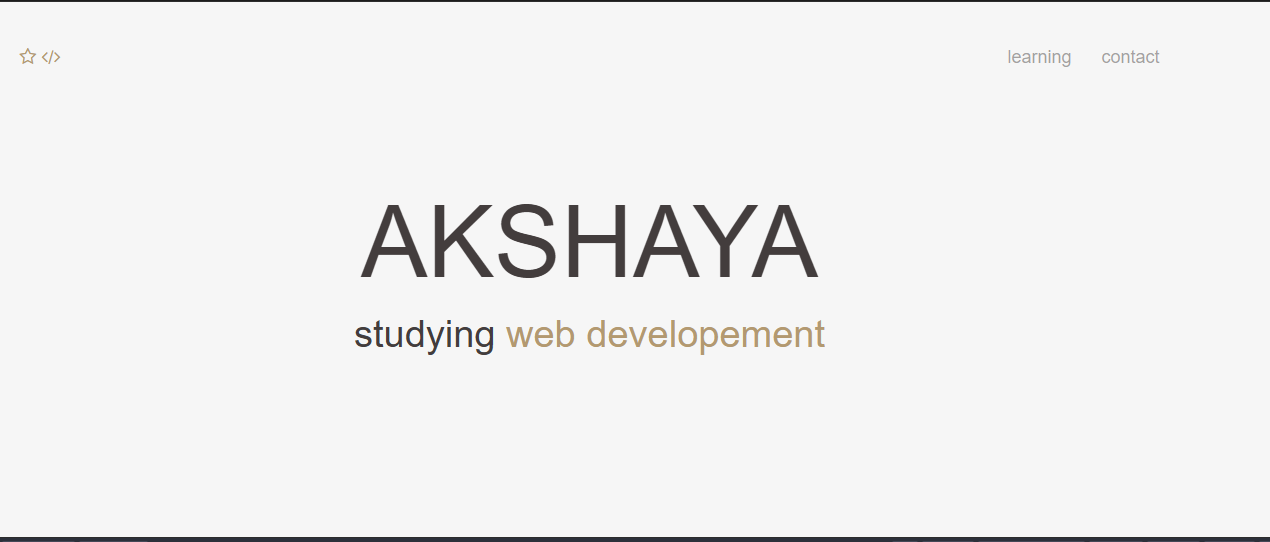 learning contact
AKSHAYA
studying web developement